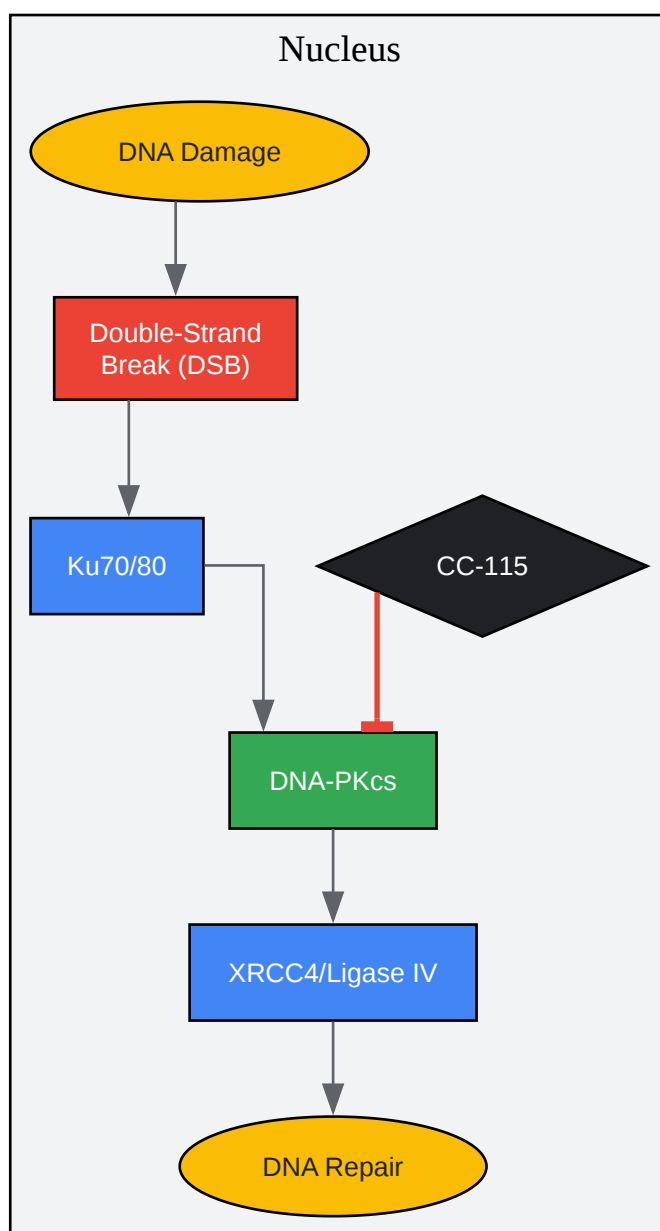 Nucleus
DNA Damage
Double-Strand
Break (DSB)
Ku70/80
CC-115
DNA-PKcs
XRCC4/Ligase IV
DNA Repair